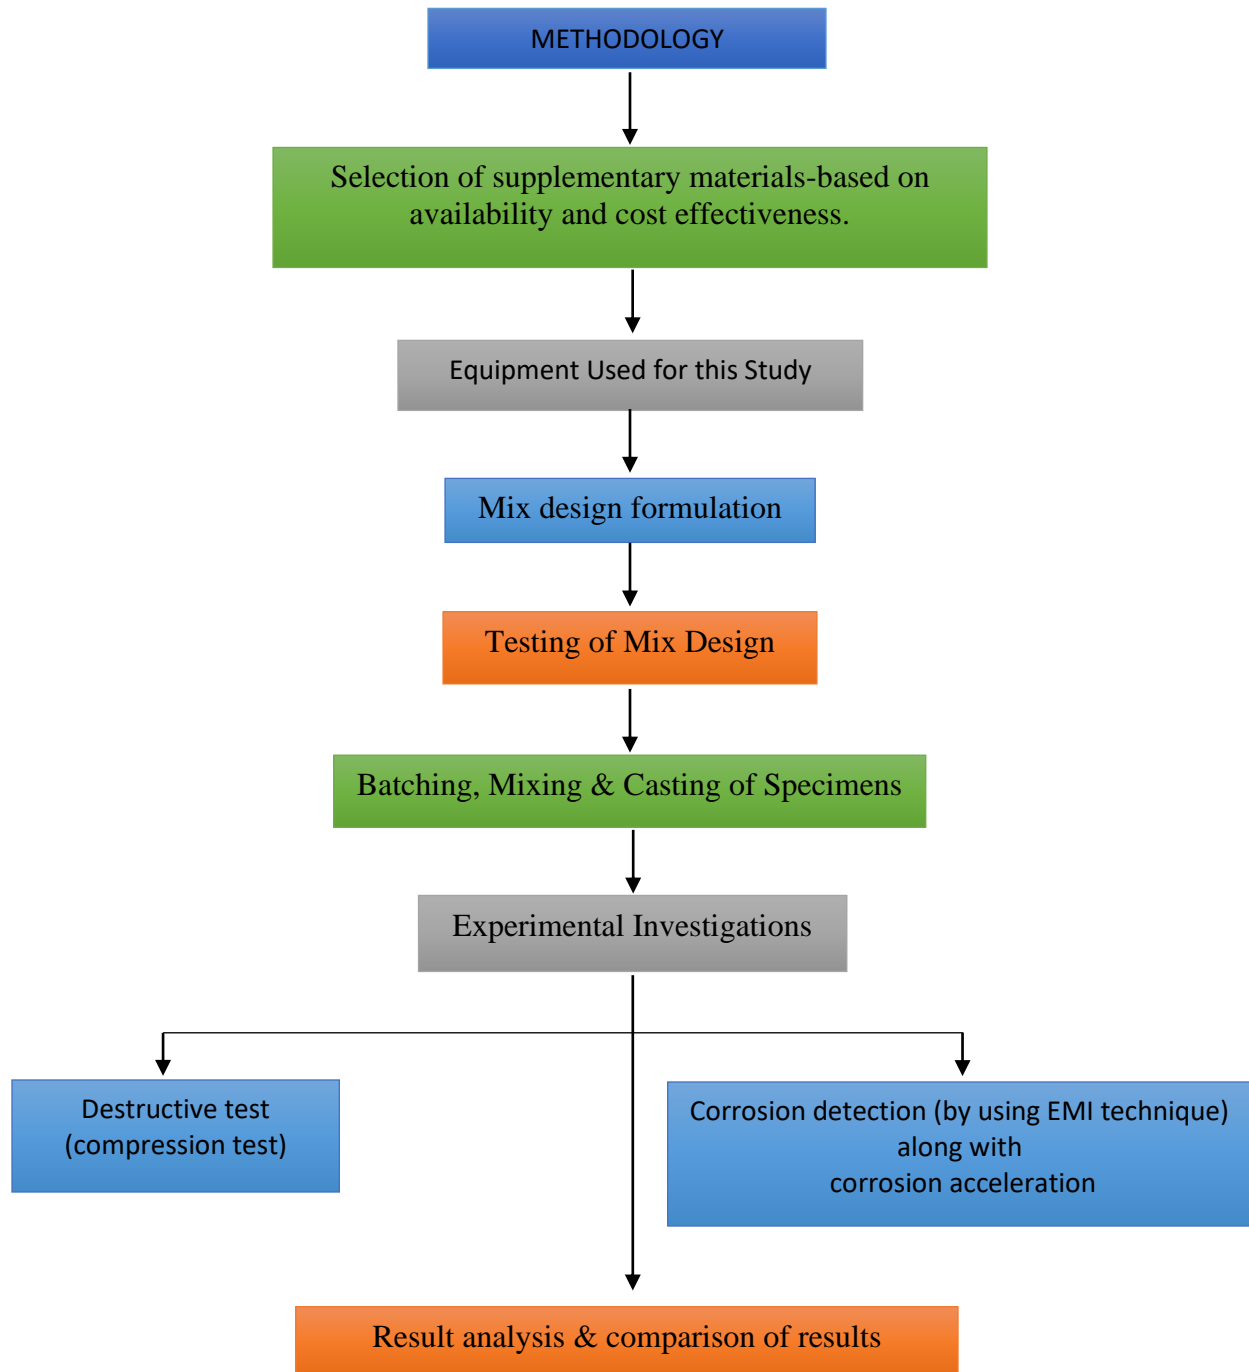 METHODOLOGY
Selection of supplementary materials-based on
availability and cost effectiveness.
Equipment Used for this Study
Mix design formulation
Testing of Mix Design
Batching, Mixing & Casting of Specimens
Experimental Investigations
Destructive test
(compression test)
Corrosion detection (by using EMI technique)
along with
corrosion acceleration
Result analysis & comparison of results